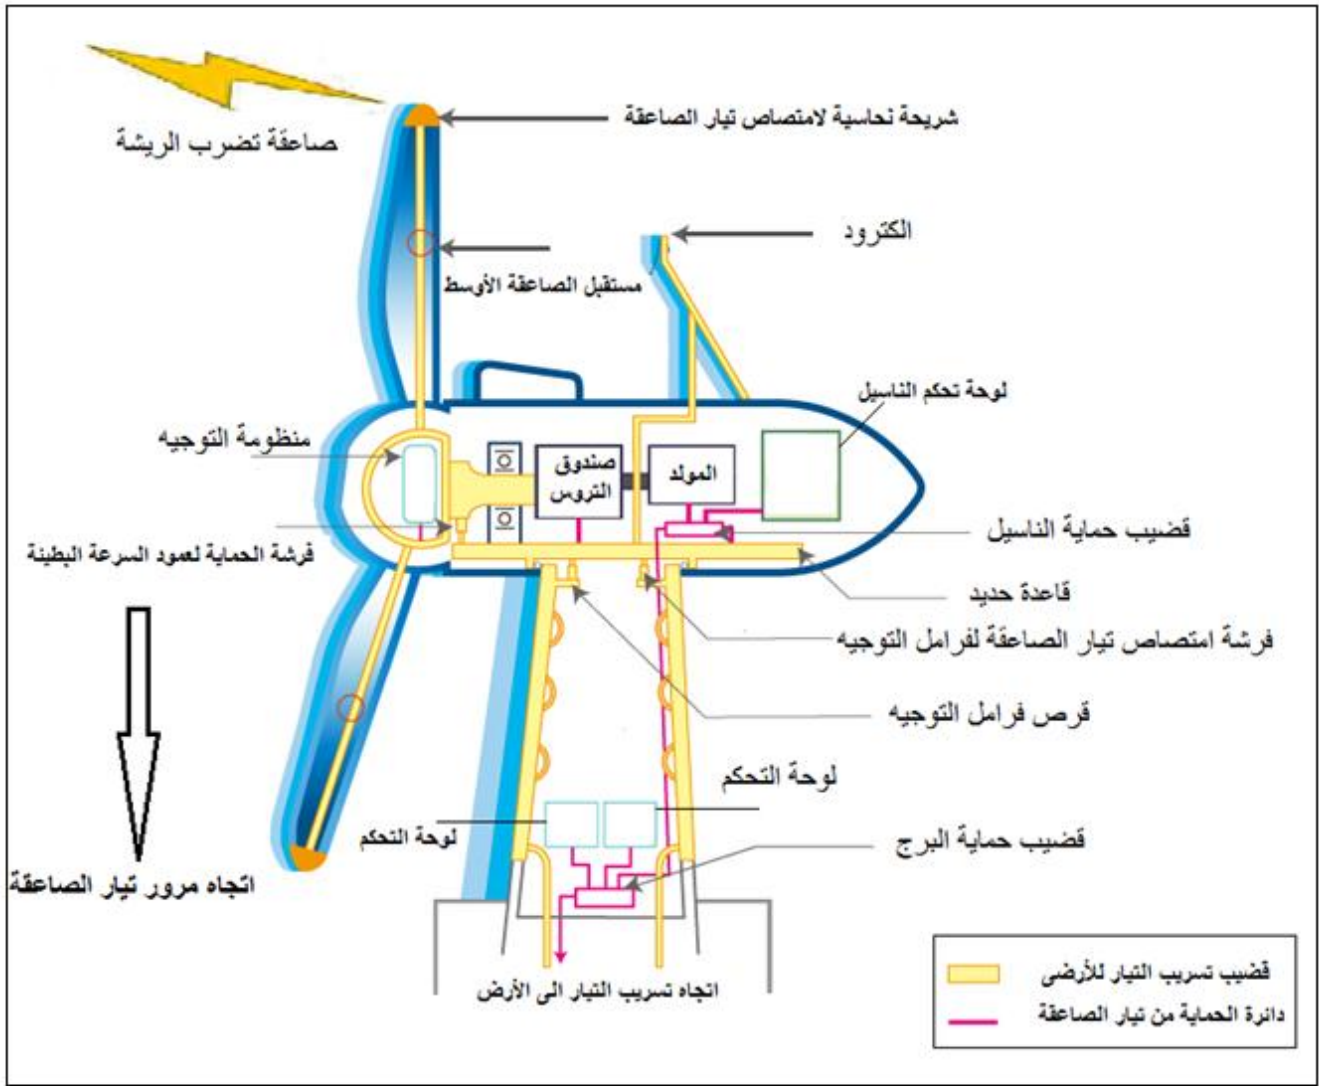 شريحة نحاسية لامتصاص تيار الصاعقة
صاعقة تضرب الريشة
الكترود
مستقبل الصاعقة الأوسط
لوحة تحكم الناسيل
منظومة التوجيه
صندوق
التروس
المولد
قضيب حماية الناسيل
فرشة الحماية لعمود السرعة البطيئة
قاعدة حديد
فرشة امتصاص تيار الصاعقة لفرامل التوجيه
قرص فرامل التوجيه
لوحة التحكم
لوحة التحكم
قضيب حماية البرج
اتجاه مرور تيار الصاعقة
اتجاه تسريب التيار الى الأرض
قضيب تسريب التيار للأرضى
دائرة الحماية من تيار الصاعقة